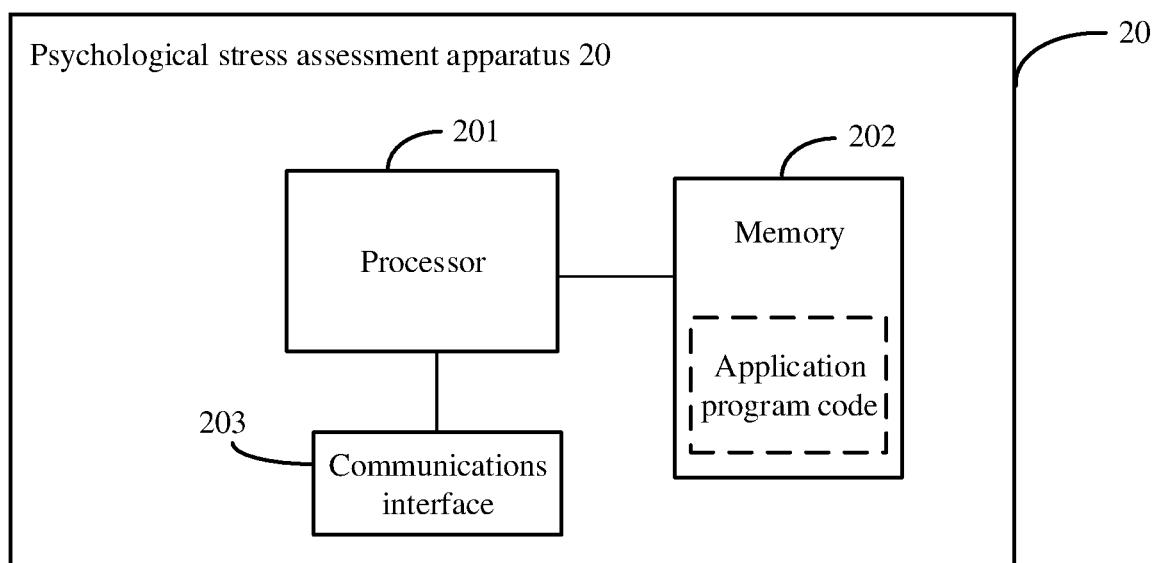 20
Psychological stress assessment apparatus 20
201
202
Processor
Memory
Application
program code
203
Communications
interface